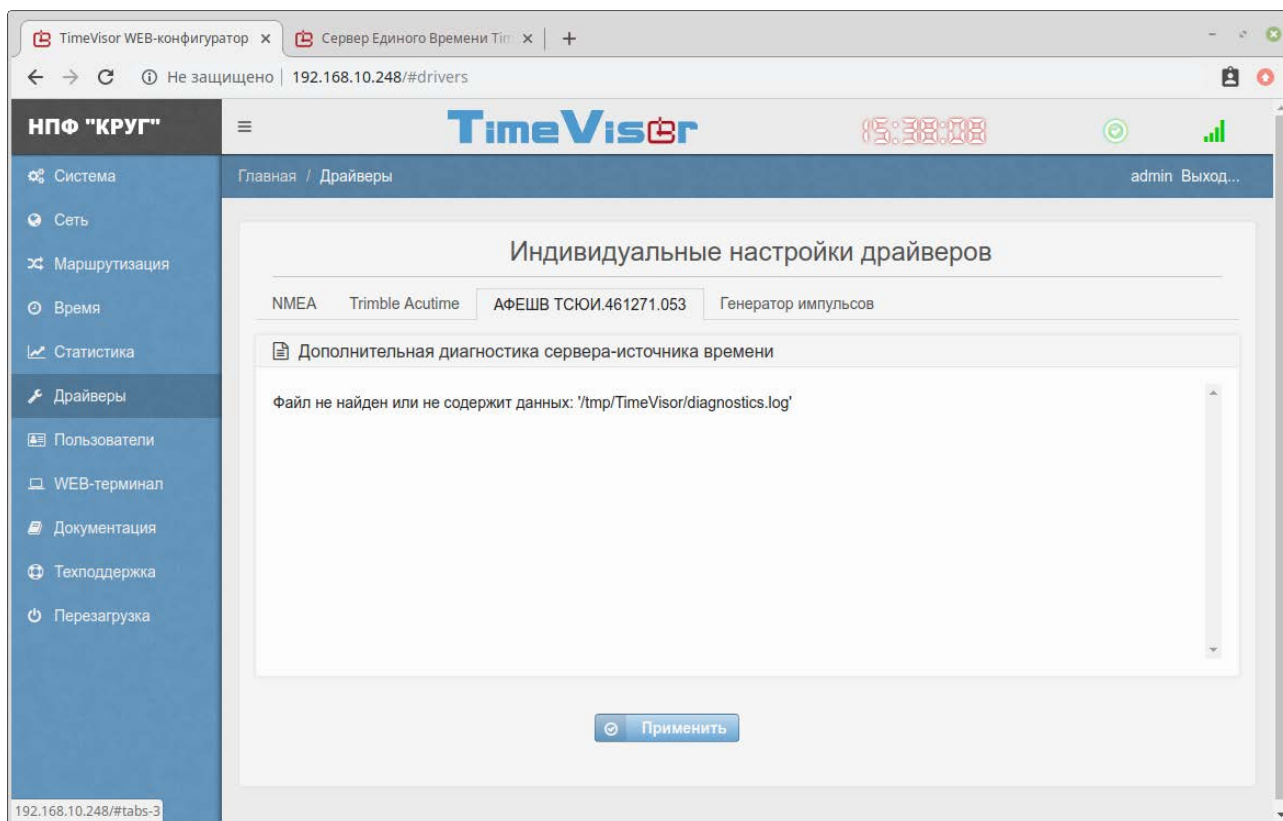 TimeVisor WEB-конфигуратор
Сервер Единого Времени Tim
Не защищено 192.168.10.248/#drivers
НПФ "КРУГ"
TimeVisor
15:38:08
Главная / Драйверы
admin Выход...
Система
Сеть
Маршрутизация
Время
Статистика
Драйверы
Пользователи
WEB-терминал
Документация
Техподдержка
Перезагрузка
Индивидуальные настройки драйверов
NMEA Trimble Acutime АФЕШВ ТСЮИ.461271.053 Генератор импульсов
Дополнительная диагностика сервера-источника времени
Файл не найден или не содержит данных: '/tmp/TimeVisor/diagnostics.log'
Применить
192.168.10.248/#tabs-3